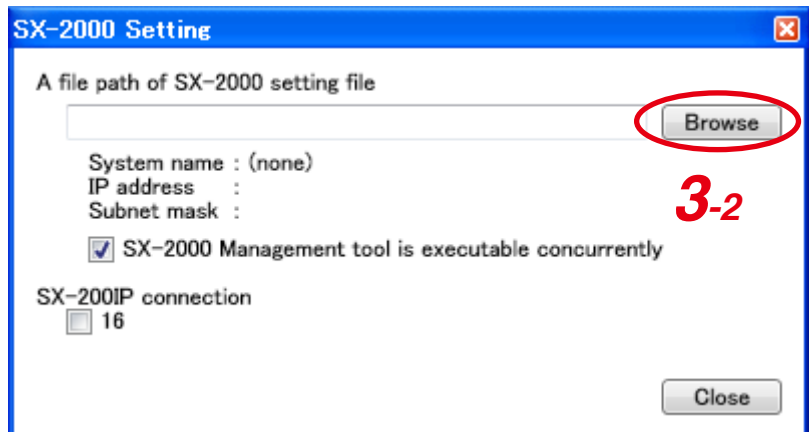 SX-2000 Setting
A file path of SX-2000 setting file
Browse
System name : (none)
IP address :
Subnet mask :
3-2
SX-2000 Management tool is executable concurrently
SX-200IP connection
16
Close